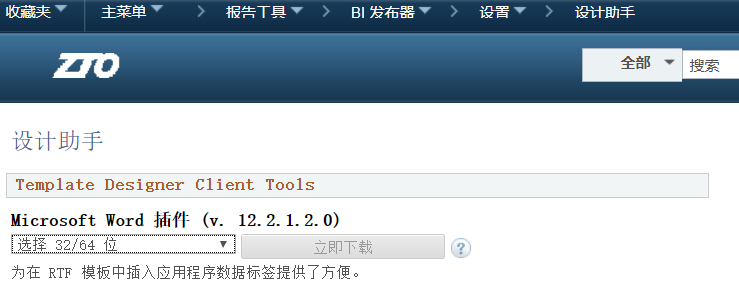 收藏夹 主菜单 报告工具 BI 发布器 设置 设计助手
ZTO
全部 搜索
设计助手
Template Designer Client Tools
Microsoft Word 插件 (v. 12.2.1.2.0)
选择 32/64 位 立即下载 ?
为在 RTF 模板中插入应用程序数据标签提供了方便。